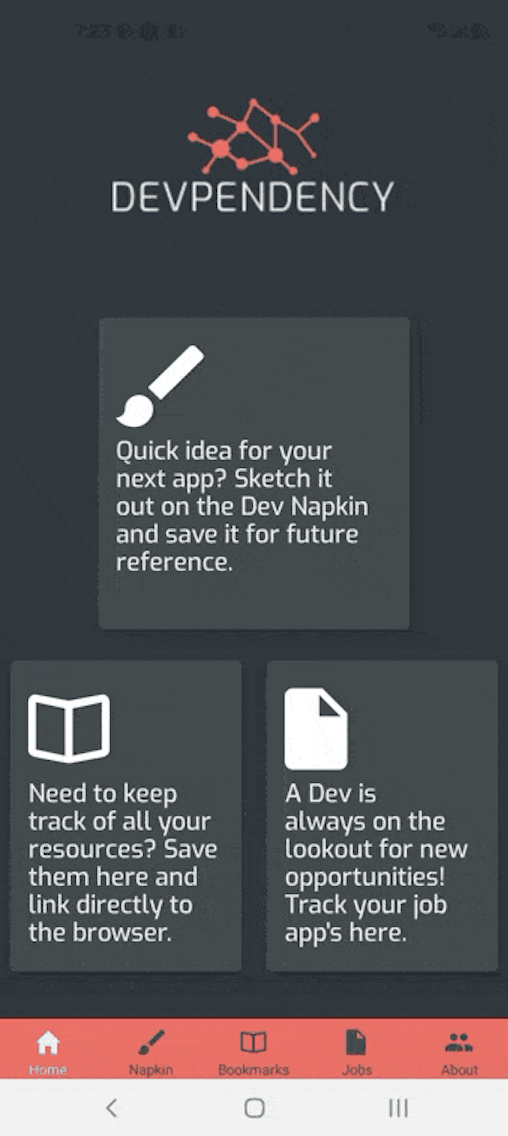 DEVPENDENCY
Quick idea for your
next app? Sketch it
out on the Dev Napkin
and save it for future
reference.
Need to keep
track of all your
resources? Save
them here and
link directly to
the browser.
A Dev is
always on the
lookout for new
opportunities!
Track your job
app's here.
Home
Napkin
Bookmarks
Jobs
About